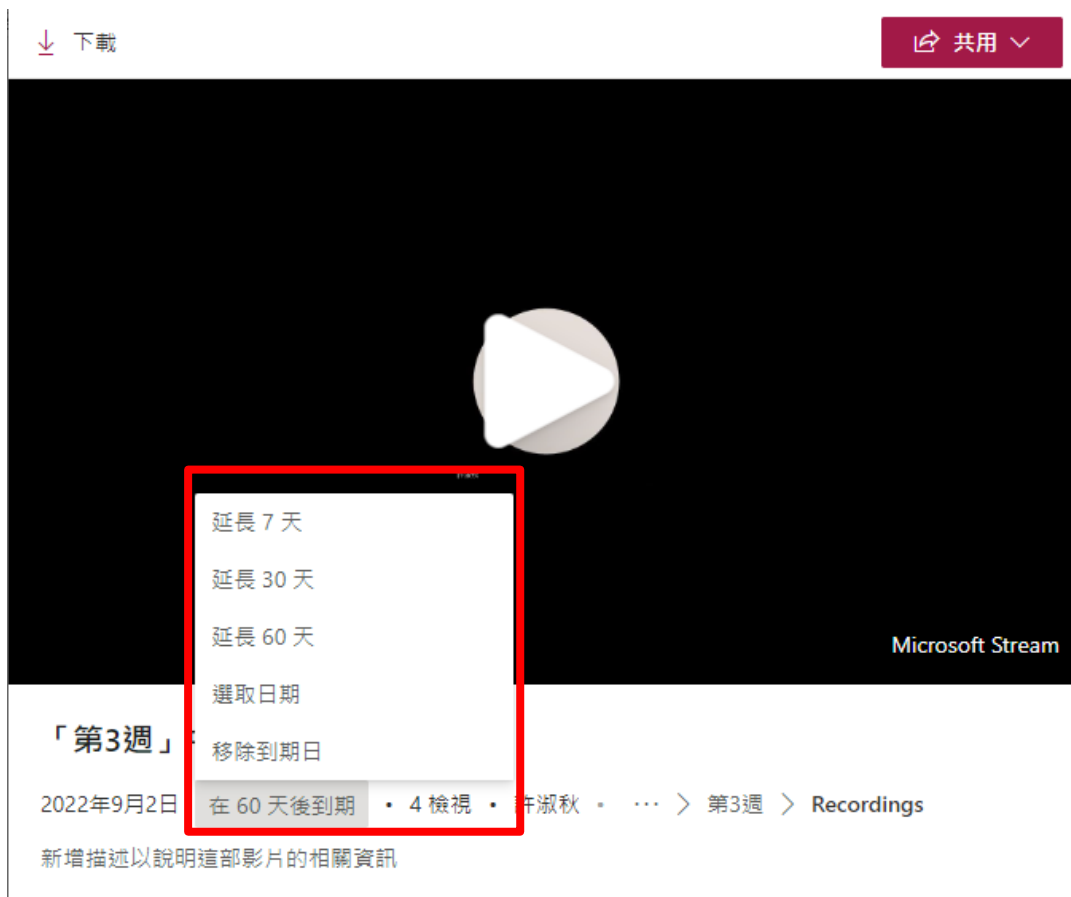 下載
共用
延長 7 天
延長 30 天
延長 60 天
Microsoft Stream
選取日期
「第3週」
移除到期日
2022年9月2日 在 60 天後到期 • 4 檢視 • 許淑秋 • ··· > 第3週 > Recordings
新增描述以說明這部影片的相關資訊